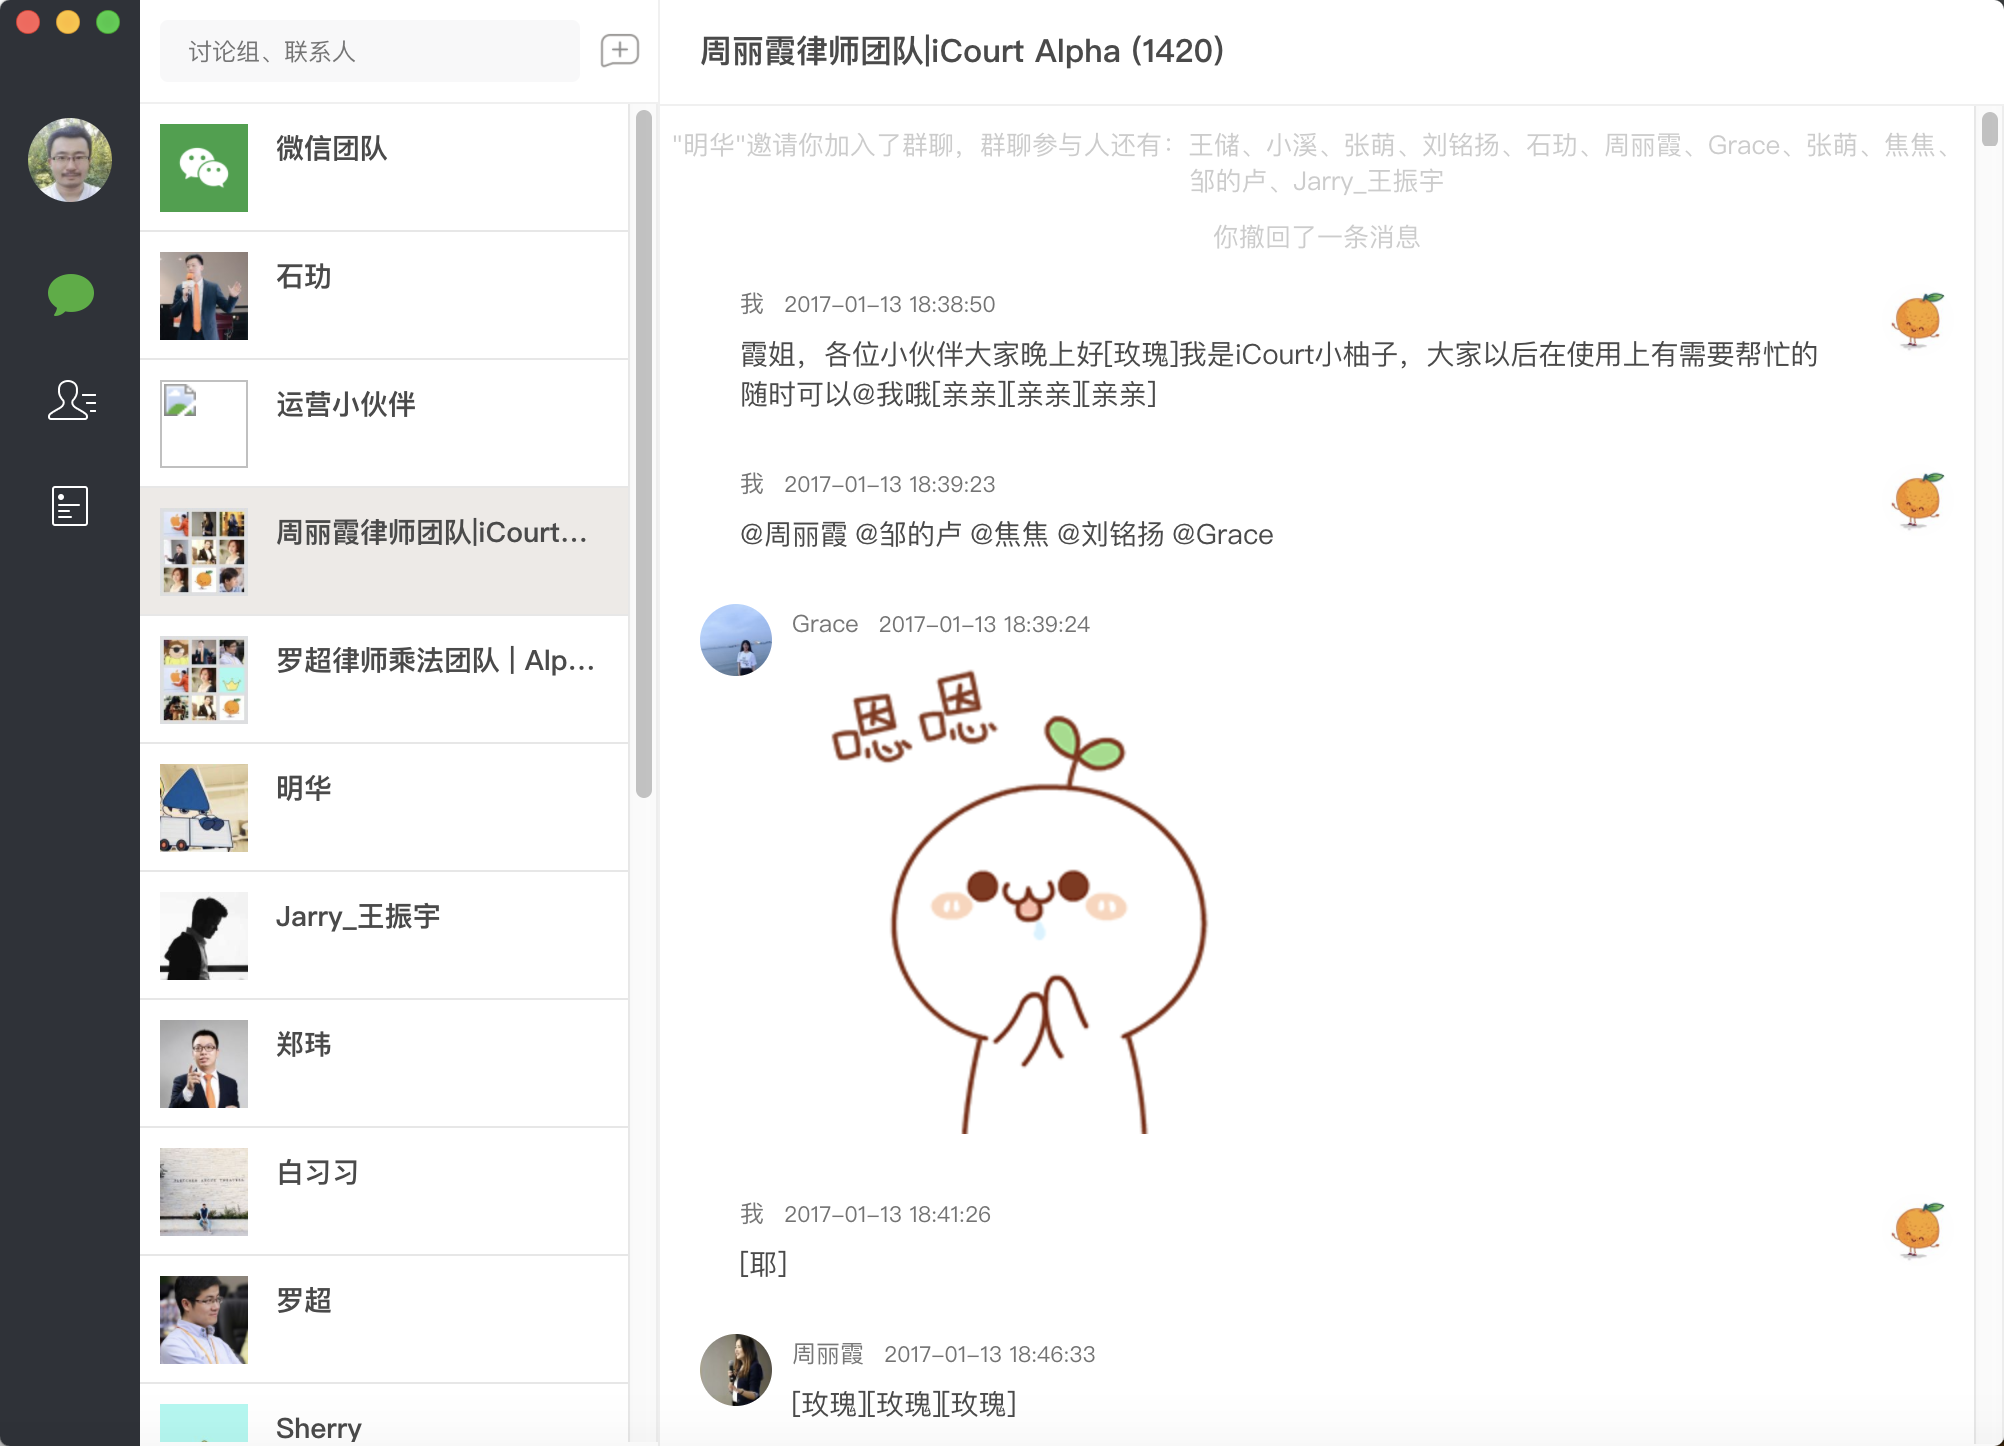 讨论组、联系人
微信团队
石玏
运营小伙伴
周丽霞律师团队|iCourt...
罗超律师乘法团队 | Alp...
明华
Jarry_王振宇
郑玮
白习习
罗超
Sherry
周丽霞律师团队|iCourt Alpha (1420)
"明华"邀请你加入了群聊，群聊参与人还有：王储、小溪、张萌、刘铭扬、石玏、周丽霞、Grace、张萌、焦焦、
邹的卢、Jarry_王振宇
你撤回了一条消息
我 2017-01-13 18:38:50
霞姐，各位小伙伴大家晚上好[玫瑰]我是iCourt小柚子，大家以后在使用上有需要帮忙的
随时可以@我哦[亲亲][亲亲][亲亲]
我 2017-01-13 18:39:23
@周丽霞 @邹的卢 @焦焦 @刘铭扬 @Grace
Grace 2017-01-13 18:39:24
嗯嗯
我 2017-01-13 18:41:26
[耶]
周丽霞 2017-01-13 18:46:33
[玫瑰][玫瑰][玫瑰]